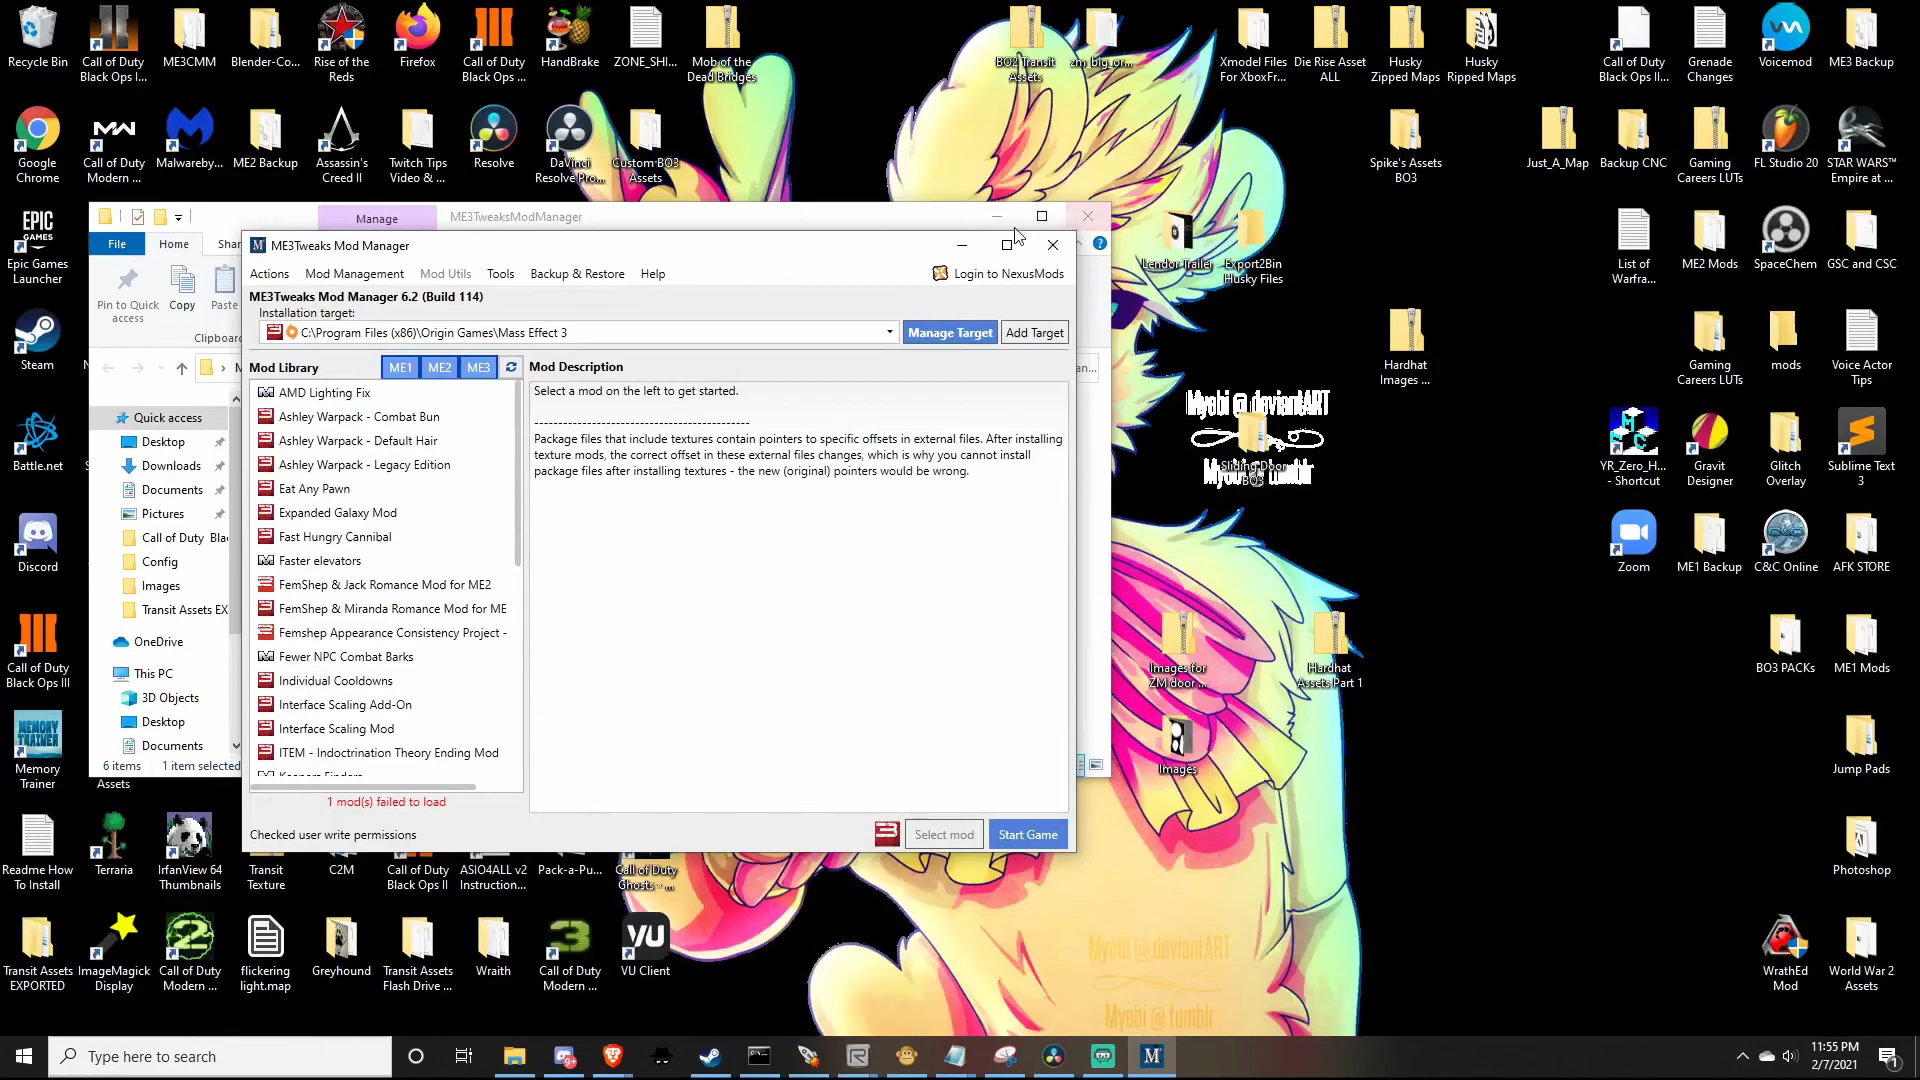 Recycle Bin
Call of Duty
Black Ops I...
ME3CMM
Blender-Co...
Rise of the
Reds
Firefox
Call of Duty
Black Ops ...
HandBrake
ZONE_SHI...
Mob of the
Dead Bridges
BO2 Transit
Assets
zm_big_or...
Xmodel Files
For XboxFr...
Die Rise Asset
ALL
Husky
Zipped Maps
Husky
Ripped Maps
Call of Duty
Black Ops II...
Grenade
Changes
Voicemod
ME3 Backup
Google
Chrome
Call of Duty
Modern ...
Malwareby...
ME2 Backup
Assassin's
Creed II
Twitch Tips
Video & ...
Resolve
DaVinci
Resolve Pro...
Custom BO3
Assets
Spike's Assets
BO3
Just_A_Map
Backup CNC
Gaming
Careers LUTs
FL Studio 20
STAR WARS™
Empire at ...
Epic Games
Launcher
Lendor Trailer
Export2Bin
Husky Files
List of
Warfra...
ME2 Mods
SpaceChem
GSC and CSC
Steam
Hardhat
Images ...
Gaming
Careers LUTs
mods
Voice Actor
Tips
Battle.net
Myebi @ deviantART
Sliding Door
BO3
Myebi @ tumblr
YR_Zero_H...
- Shortcut
Gravit
Designer
Glitch
Overlay
Sublime Text
3
Discord
Zoom
ME1 Backup
C&C Online
AFK STORE
Call of Duty
Black Ops III
Images for
ZM door ...
Hardhat
Assets Part 1
BO3 PACKs
ME1 Mods
Memory
Trainer
Assets
Images
Jump Pads
Readme How
To Install
Terraria
IrfanView 64
Thumbnails
Transit
Texture
C2M
Call of Duty
Black Ops II
ASIO4ALL v2
Instruction...
Pack-a-Pu...
Call of Duty
Ghosts - ...
Photoshop
Transit Assets
EXPORTED
ImageMagick
Display
Call of Duty
Modern ...
flickering
light.map
Greyhound
Transit Assets
Flash Drive ...
Wraith
Call of Duty
Modern ...
VU Client
Myebi @ deviantART
Myebi @ tumblr
WrathEd
Mod
World War 2
Assets
Manage
ME3TweaksModManager
File
Home
Shar
Pin to Quick
access
Copy
Paste
Clipboard
Quick access
Desktop
Downloads
Documents
Pictures
Call of Duty Blac
Config
Images
Transit Assets EX
OneDrive
This PC
3D Objects
Desktop
Documents
6 items
1 item selected
ME3Tweaks Mod Manager
Actions
Mod Management
Mod Utils
Tools
Backup & Restore
Help
Login to NexusMods
ME3Tweaks Mod Manager 6.2 (Build 114)
Installation target:
C:\Program Files (x86)\Origin Games\Mass Effect 3
Manage Target
Add Target
Mod Library
ME1
ME2
ME3
Mod Description
AMD Lighting Fix
Ashley Warpack - Combat Bun
Ashley Warpack - Default Hair
Ashley Warpack - Legacy Edition
Eat Any Pawn
Expanded Galaxy Mod
Fast Hungry Cannibal
Faster elevators
FemShep & Jack Romance Mod for ME2
FemShep & Miranda Romance Mod for ME
Femshep Appearance Consistency Project -
Fewer NPC Combat Barks
Individual Cooldowns
Interface Scaling Add-On
Interface Scaling Mod
ITEM - Indoctrination Theory Ending Mod
Select a mod on the left to get started.
--------------------------------------------
Package files that include textures contain pointers to specific offsets in external files. After installing
texture mods, the correct offset in these external files changes, which is why you cannot install
package files after installing textures - the new (original) pointers would be wrong.
1 mod(s) failed to load
Checked user write permissions
Select mod
Start Game
Type here to search
11:55 PM
2/7/2021